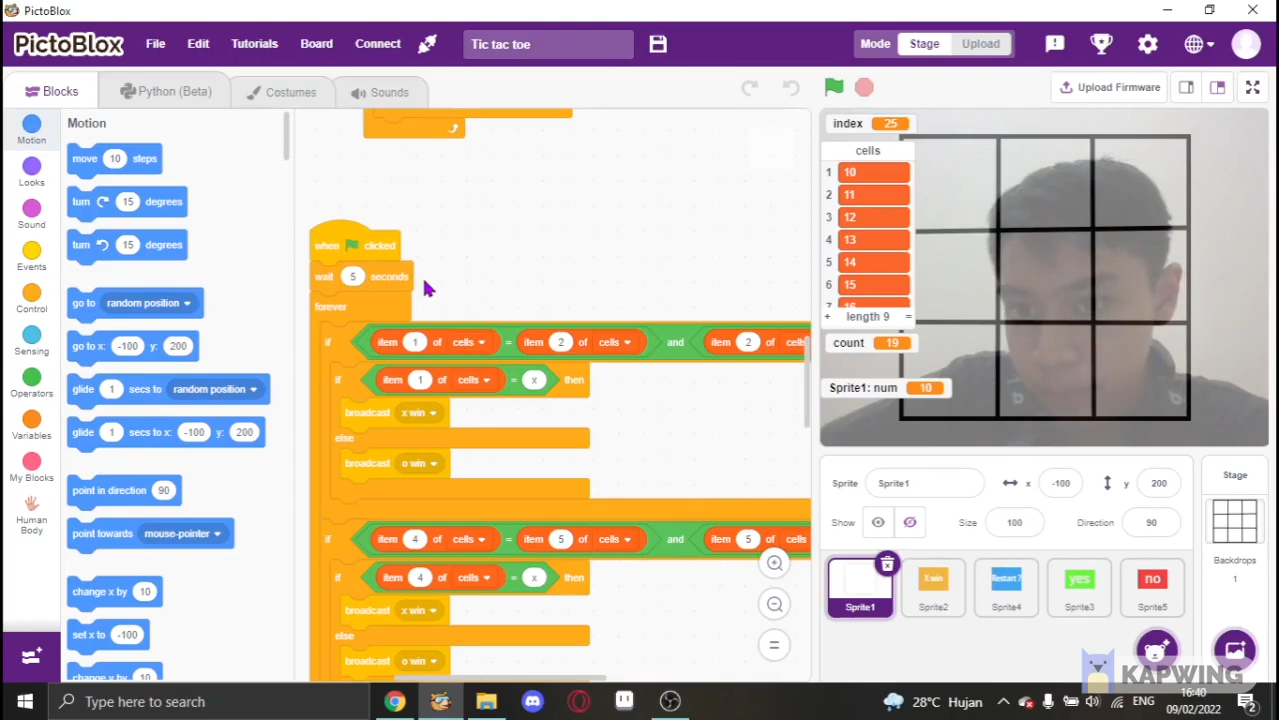 PictoBlox
PictoBlox File Edit Tutorials Board Connect Tic tac toe Mode Stage Upload
Blocks Python (Beta) Costumes Sounds Upload Firmware
Motion
Looks
Sound
Events
Control
Sensing
Operators
Variables
My Blocks
Human
Body
Motion
move 10 steps
turn 15 degrees
turn 15 degrees
go to random position
go to x: -100 y: 200
glide 1 secs to random position
glide 1 secs to x: -100 y: 200
point in direction 90
point towards mouse-pointer
change x by 10
set x to -100
change y by 10
when clicked
wait 5 seconds
forever
if item 1 of cells = item 2 of cells and item 2 of cells
if item 1 of cells = x then
broadcast x win
else
broadcast o win
if item 4 of cells = item 5 of cells and item 5 of cells
if item 4 of cells = x then
broadcast x win
else
broadcast o win
index 25
cells
1 10
2 11
3 12
4 13
5 14
6 15
7 16
+ length 9 =
count 19
Sprite1: num 10
Sprite Sprite1 x -100 y 200
Show Size 100 Direction 90
Stage
Backdrops
1
Sprite1
X win
Sprite2
Restart ?
Sprite4
yes
Sprite3
no
Sprite5
KAPWING
Type here to search
28°C Hujan
ENG
16:40
09/02/2022
2